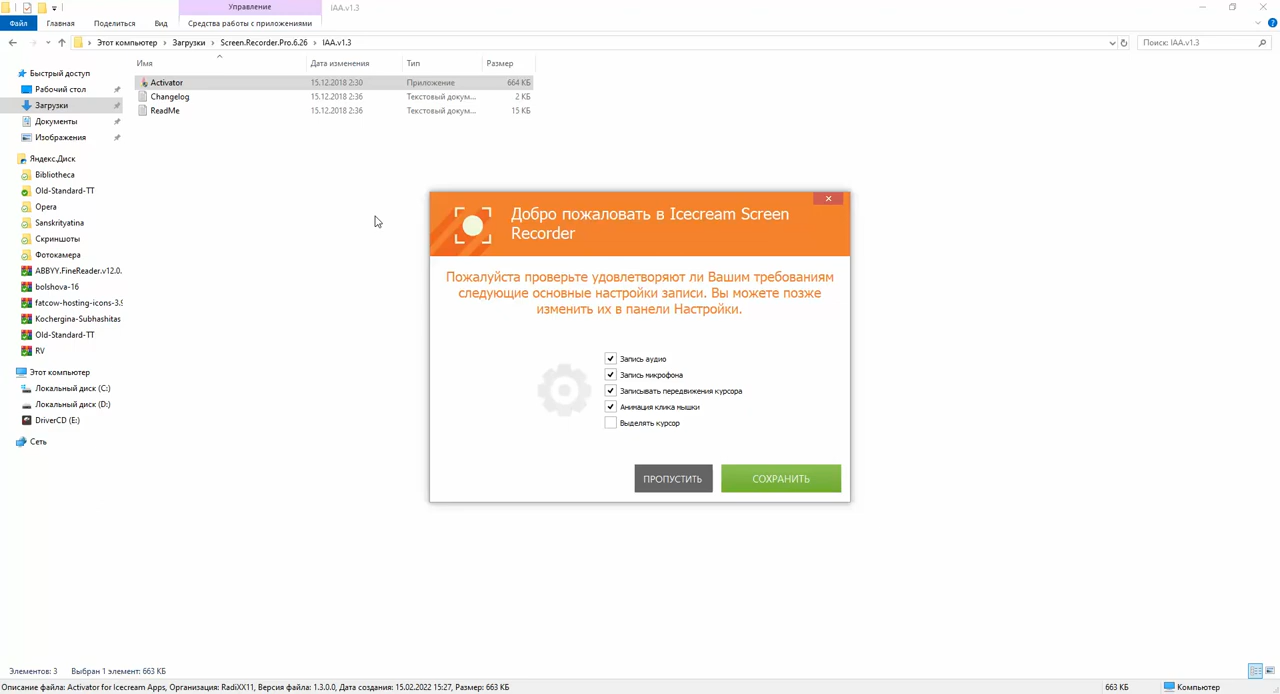 Управление
IAA.v1.3
Файл
Главная
Поделиться
Вид
Средства работы с приложениями
Этот компьютер > Загрузки > Screen.Recorder.Pro.6.26 > IAA.v1.3
Поиск: IAA.v1.3
Имя
Дата изменения
Тип
Размер
Activator 15.12.2018 2:30 Приложение 664 КБ
Changelog 15.12.2018 2:36 Текстовый докум... 2 КБ
ReadMe 15.12.2018 2:36 Текстовый докум... 15 КБ
Быстрый доступ
Рабочий стол
Загрузки
Документы
Изображения
Яндекс.Диск
Bibliotheca
Old-Standard-TT
Opera
Sanskrityatina
Скриншоты
Фотокамера
ABBYY.FineReader.v12.0.
bolshova-16
fatcow-hosting-icons-3.9
Kochergina-Subhashitas
Old-Standard-TT
RV
Этот компьютер
Локальный диск (C:)
Локальный диск (D:)
DriverCD (E:)
Сеть
Добро пожаловать в Icecream Screen
Recorder
Пожалуйста проверьте удовлетворяют ли Вашим требованиям
следующие основные настройки записи. Вы можете позже
изменить их в панели Настройки.
Запись аудио
Запись микрофона
Записывать передвижения курсора
Анимация клика мышки
Выделять курсор
ПРОПУСТИТЬ
СОХРАНИТЬ
Элементов: 3 Выбран 1 элемент: 663 КБ
Описание файла: Activator for Icecream Apps, Организация: RadiXX11, Версия файла: 1.3.0.0, Дата создания: 15.02.2022 15:27, Размер: 663 КБ
663 КБ
Компьютер